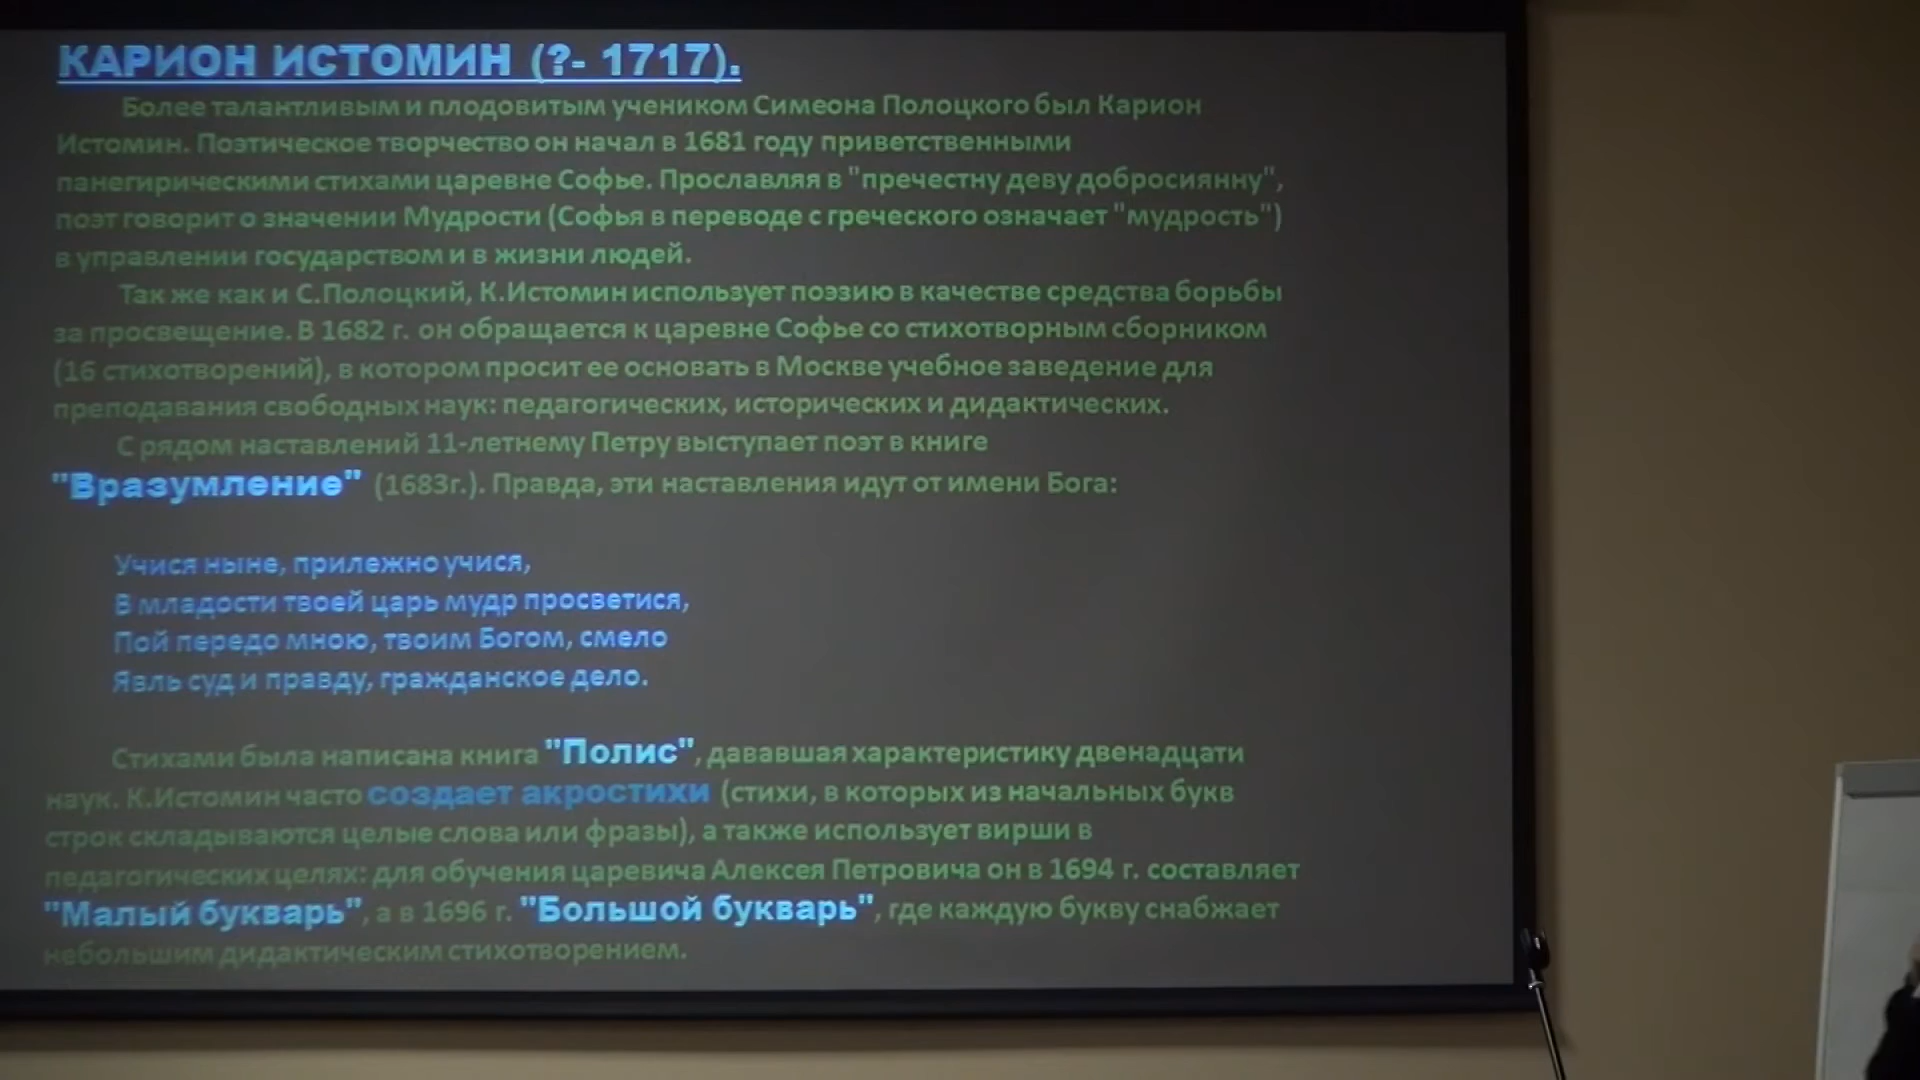 КАРИОН ИСТОМИН (?- 1717).
Более талантливым и плодовитым учеником Симеона Полоцкого был Карион
Истомин. Поэтическое творчество он начал в 1681 году приветственными
панегирическими стихами царевне Софье. Прославляя в "пречестну деву добросиянну",
поэт говорит о значении Мудрости (Софья в переводе с греческого означает "мудрость")
в управлении государством и в жизни людей.
Так же как и С.Полоцкий, К.Истомин использует поэзию в качестве средства борьбы
за просвещение. В 1682 г. он обращается к царевне Софье со стихотворным сборником
(16 стихотворений), в котором просит ее основать в Москве учебное заведение для
преподавания свободных наук: педагогических, исторических и дидактических.
С рядом наставлений 11-летнему Петру выступает поэт в книге
"Вразумление" (1683г.). Правда, эти наставления идут от имени Бога:
Учися ныне, прилежно учися,
В младости твоей царь мудр просветися,
Пой передо мною, твоим Богом, смело
Явль суд и правду, гражданское дело.
Стихами была написана книга "Полис", дававшая характеристику двенадцати
наук. К.Истомин часто создает акростихи (стихи, в которых из начальных букв
строк складываются целые слова или фразы), а также использует вирши в
педагогических целях: для обучения царевича Алексея Петровича он в 1694 г. составляет
"Малый букварь", а в 1696 г. "Большой букварь", где каждую букву снабжает
небольшим дидактическим стихотворением.